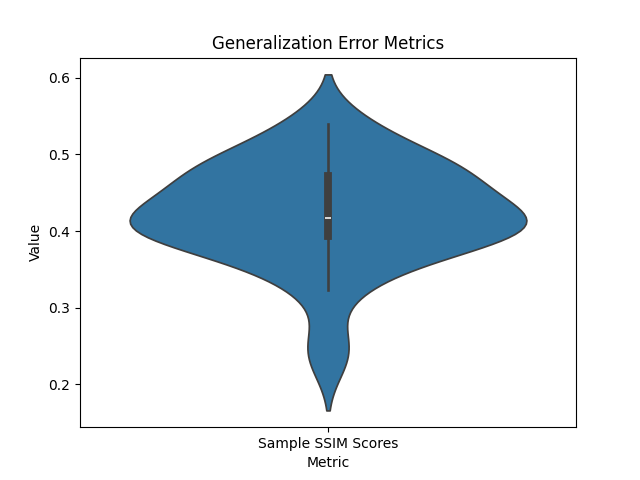 Generalization Error Metrics
0.6
0.5
0.4
0.3
0.2
Value
Sample SSIM Scores
Metric